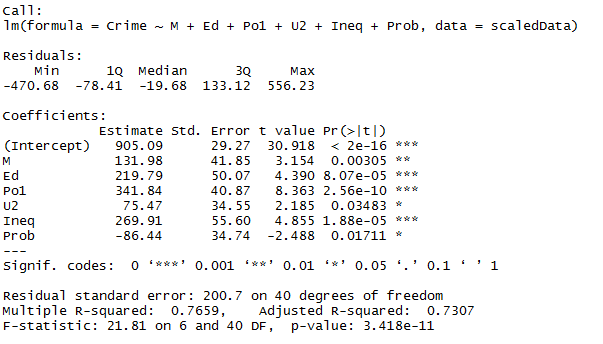 Call:
lm(formula = Crime ~ M + Ed + Po1 + U2 + Ineq + Prob, data = scaledData)
Residuals:
    Min      1Q  Median      3Q     Max
-470.68  -78.41  -19.68  133.12  556.23
Coefficients:
            Estimate Std. Error t value Pr(>|t|)
(Intercept)   905.09      29.27  30.918  < 2e-16 ***
M             131.98      41.85   3.154  0.00305 **
Ed            219.79      50.07   4.390 8.07e-05 ***
Po1           341.84      40.87   8.363 2.56e-10 ***
U2             75.47      34.55   2.185  0.03483 *
Ineq          269.91      55.60   4.855 1.88e-05 ***
Prob          -86.44      34.74  -2.488  0.01711 *
---
Signif. codes:  0 ‘***’ 0.001 ‘**’ 0.01 ‘*’ 0.05 ‘.’ 0.1 ‘ ’ 1
Residual standard error: 200.7 on 40 degrees of freedom
Multiple R-squared:  0.7659,    Adjusted R-squared:  0.7307
F-statistic: 21.81 on 6 and 40 DF,  p-value: 3.418e-11